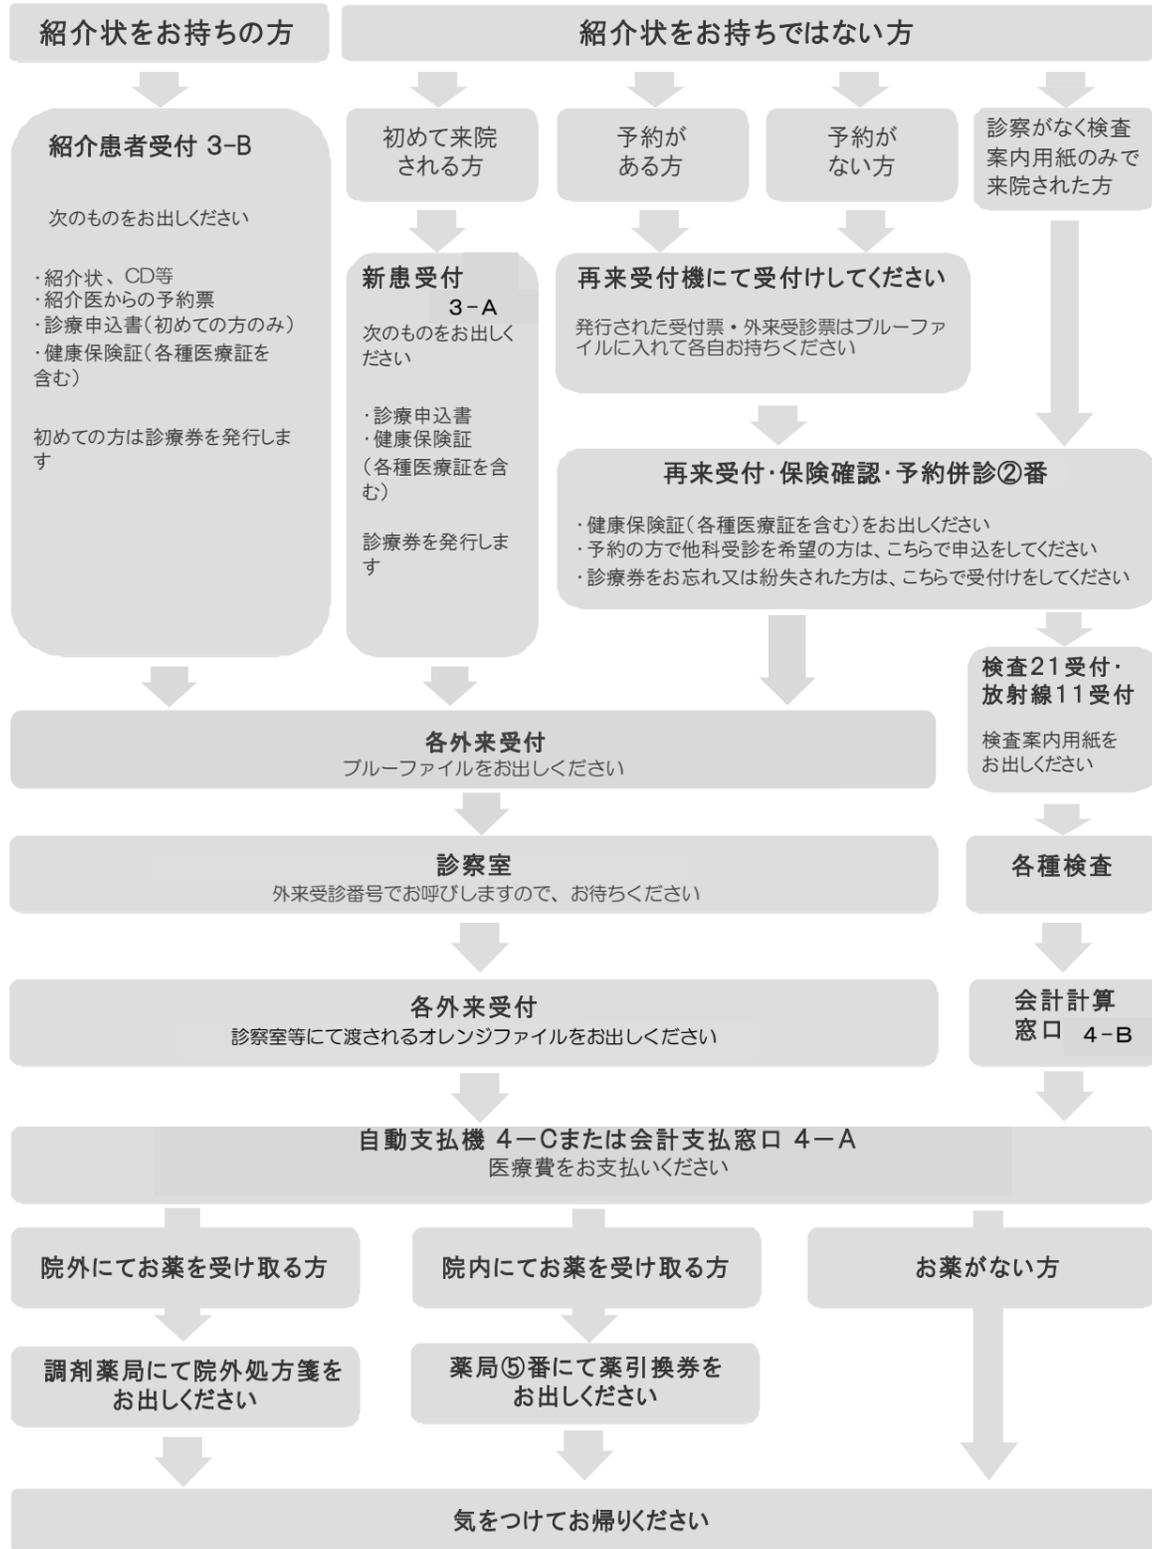 紹介状をお持ちの方
紹介状をお持ちではない方
紹介患者受付 3-B
次のものをお出しください
・紹介状、CD等
・紹介医からの予約票
・診療申込書(初めての方のみ)
・健康保険証(各種医療証を
含む)
初めての方は診療券を発行しま
す
初めて来院
される方
新患受付
3-A
次のものをお出しく
ださい
・診療申込書
・健康保険証
(各種医療証を含
む)
診療券を発行しま
す
予約が
ある方
予約が
ない方
診察がなく検査
案内用紙のみで
来院された方
再来受付機にて受付けしてください
発行された受付票・外来受診票はブルーファ
イルに入れて各自お持ちください
再来受付・保険確認・予約併診②番
・健康保険証(各種医療証を含む)をお出しください
・予約の方で他科受診を希望の方は、こちらで申込をしてください
・診療券をお忘れ又は紛失された方は、こちらで受付けをしてください
検査21受付・
放射線11受付
検査案内用紙を
お出しください
各外来受付
ブルーファイルをお出しください
診察室
外来受診番号でお呼びしますので、お待ちください
各種検査
各外来受付
診察室等にて渡されるオレンジファイルをお出しください
会計計算
窓口 4-B
自動支払機 4-Cまたは会計支払窓口 4-A
医療費をお支払いください
院外にてお薬を受け取る方
院内にてお薬を受け取る方
お薬がない方
調剤薬局にて院外処方箋を
お出しください
薬局⑤番にて薬引換券を
お出しください
気をつけてお帰りください